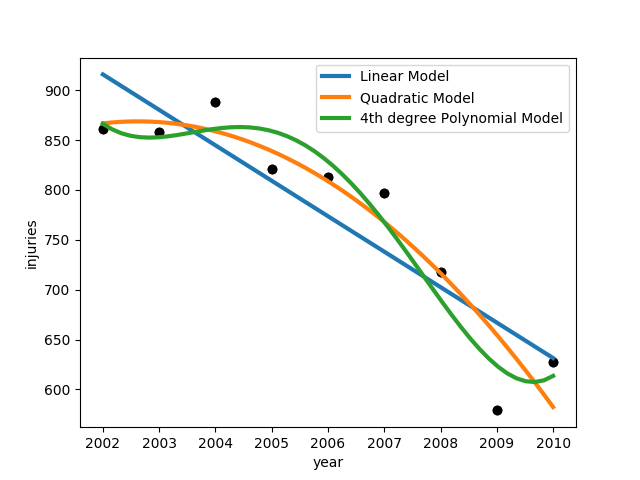 Linear Model
Quadratic Model
4th degree Polynomial Model
900
850
800
750
700
650
600
injuries
2002 2003 2004 2005 2006 2007 2008 2009 2010
year